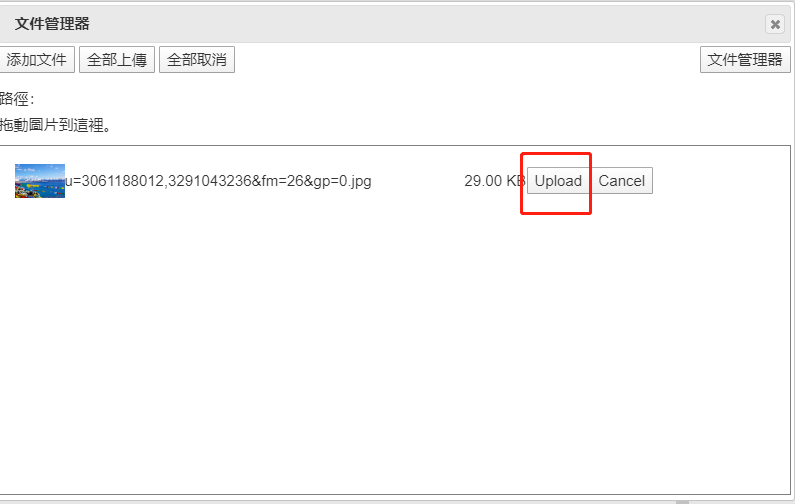 文件管理器
添加文件 全部上傳 全部取消 文件管理器
路徑:
拖動圖片到這裡。
u=3061188012,3291043236&fm=26&gp=0.jpg 29.00 KB Upload Cancel